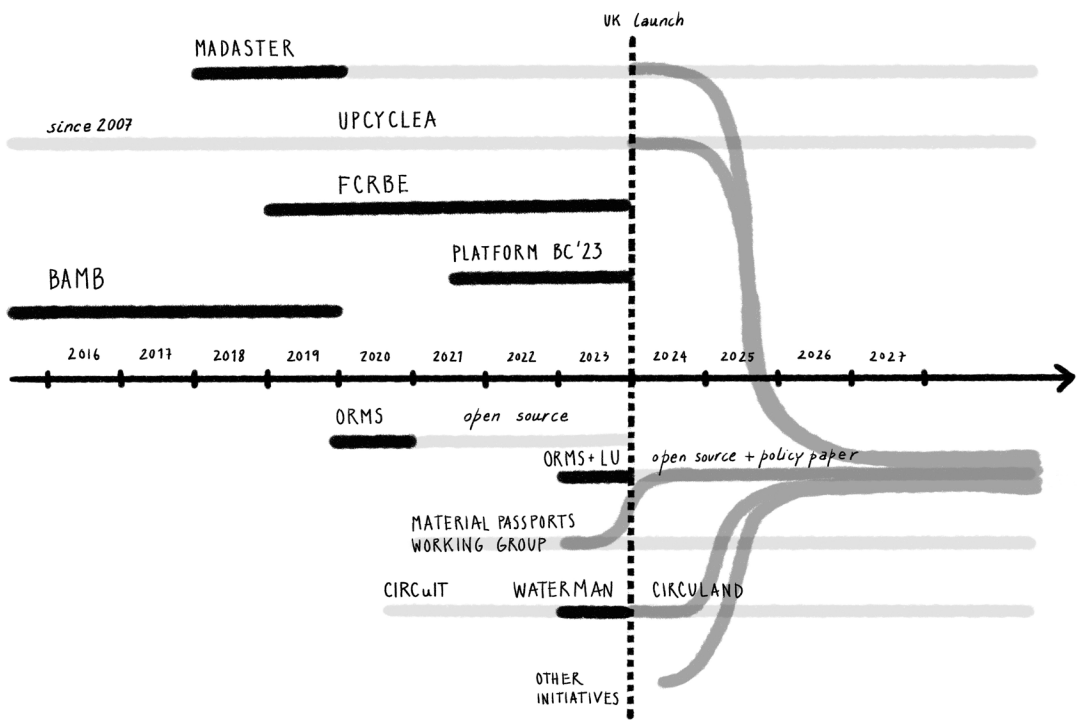 UK launch
MADASTER
since 2007
UPCYCLEA
FCRBE
PLATFORM BC'23
BAMB
2016 2017 2018 2019 2020 2021 2022 2023 2024 2025 2026 2027
ORMS
open source
ORMS+LU
open source + policy paper
MATERIAL PASSPORTS
WORKING GROUP
CIRCuIT
WATERMAN
CIRCULAND
OTHER
INITIATIVES